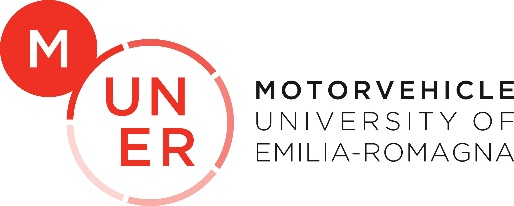 M
UN
ER
MOTORVEHICLE
UNIVERSITY OF
EMILIA-ROMAGNA